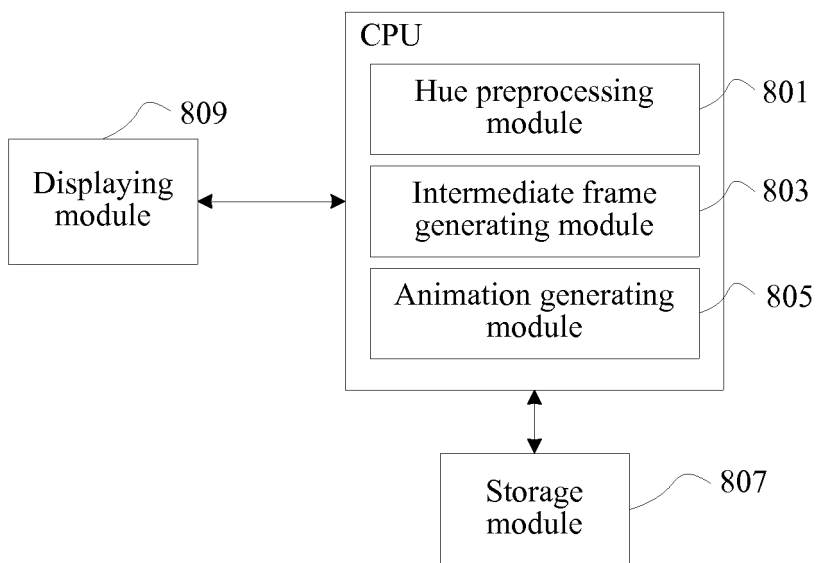 CPU
Hue preprocessing
module
801
809
Displaying
module
Intermediate frame
generating module
803
Animation generating
module
805
Storage
module
807